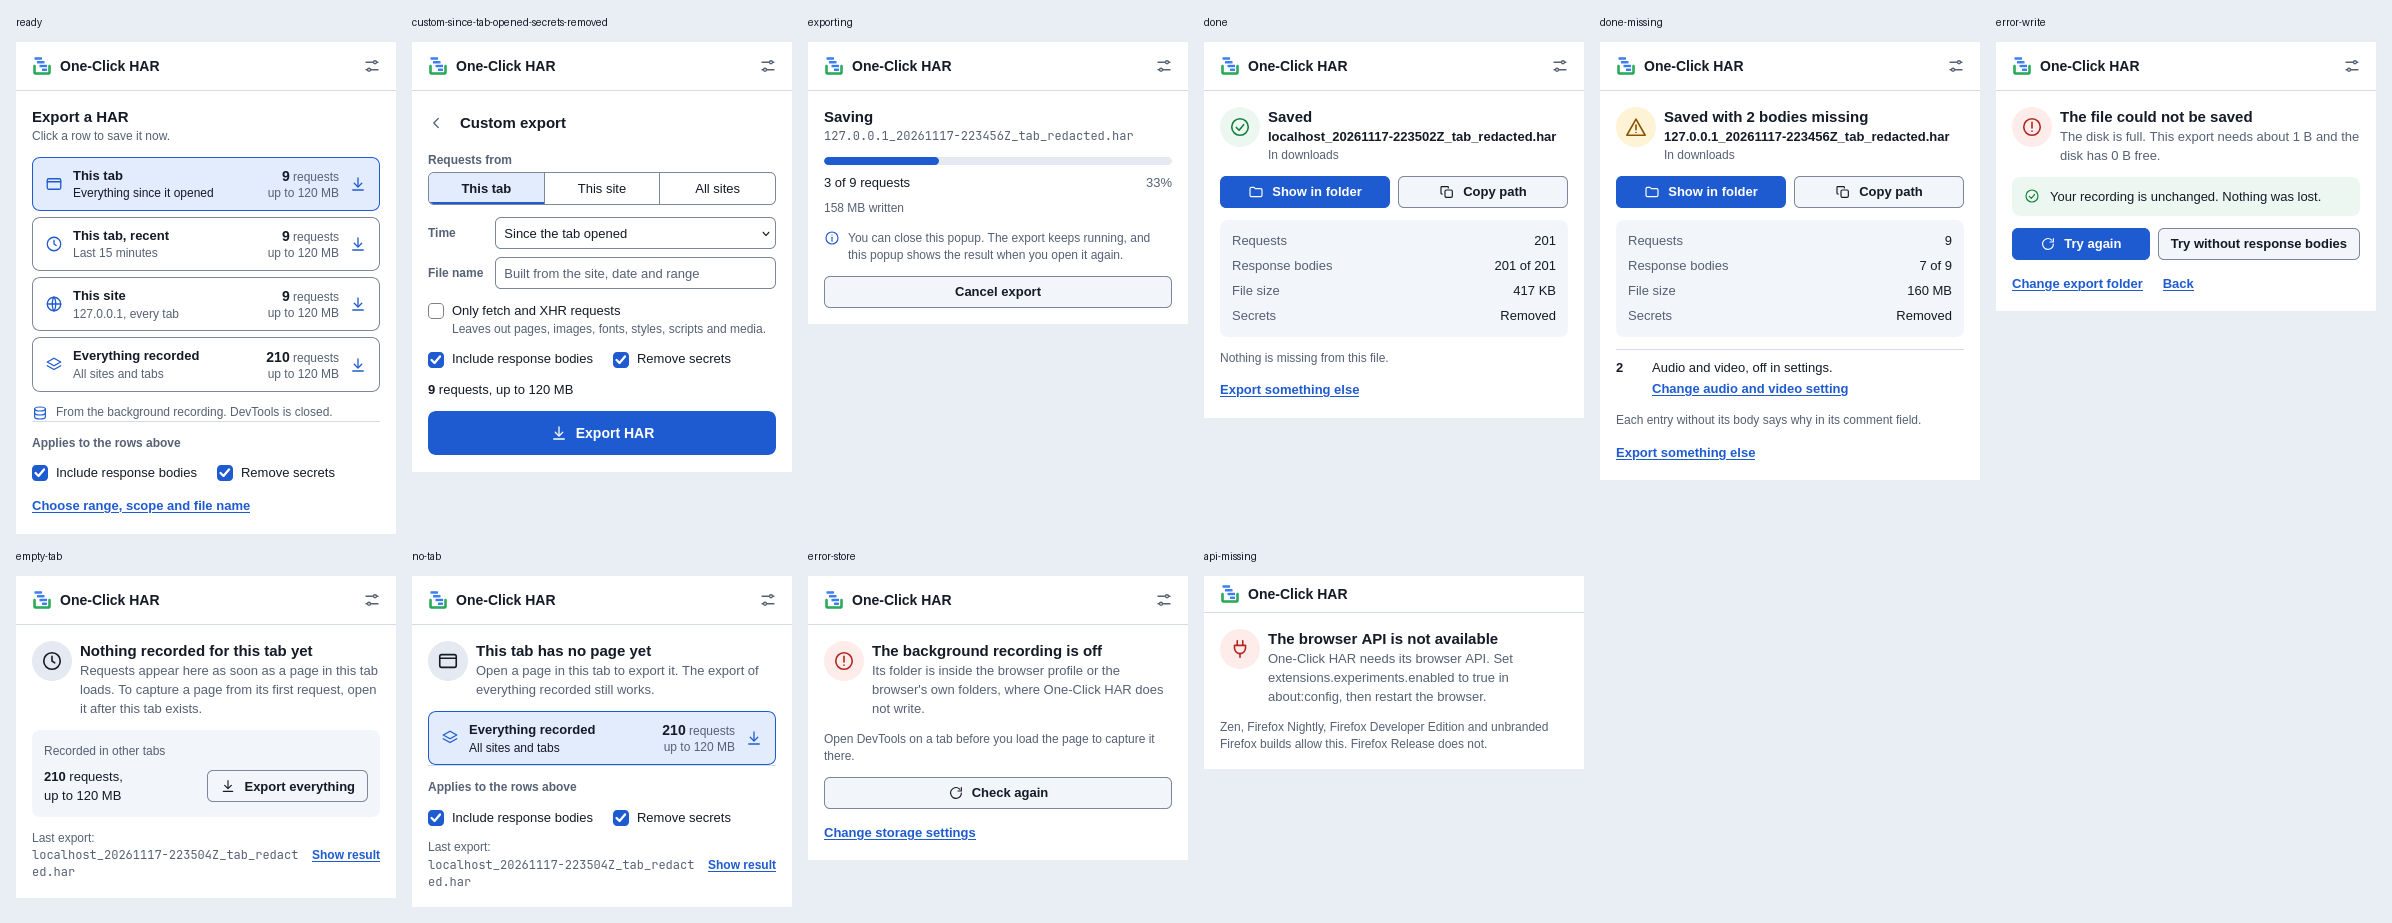 ready
One-Click HAR
Export a HAR
Click a row to save it now.
This tab
Everything since it opened
9 requests
up to 120 MB
This tab, recent
Last 15 minutes
9 requests
up to 120 MB
This site
127.0.0.1, every tab
9 requests
up to 120 MB
Everything recorded
All sites and tabs
210 requests
up to 120 MB
From the background recording. DevTools is closed.
Applies to the rows above
Include response bodies
Remove secrets
Choose range, scope and file name
custom-since-tab-opened-secrets-removed
One-Click HAR
Custom export
Requests from
This tab
This site
All sites
Time
Since the tab opened
File name
Built from the site, date and range
Only fetch and XHR requests
Leaves out pages, images, fonts, styles, scripts and media.
Include response bodies
Remove secrets
9 requests, up to 120 MB
Export HAR
exporting
One-Click HAR
Saving
127.0.0.1_20261117-223456Z_tab_redacted.har
3 of 9 requests
33%
158 MB written
You can close this popup. The export keeps running, and
this popup shows the result when you open it again.
Cancel export
done
One-Click HAR
Saved
localhost_20261117-223502Z_tab_redacted.har
In downloads
Show in folder
Copy path
Requests
201
Response bodies
201 of 201
File size
417 KB
Secrets
Removed
Nothing is missing from this file.
Export something else
done-missing
One-Click HAR
Saved with 2 bodies missing
127.0.0.1_20261117-223456Z_tab_redacted.har
In downloads
Show in folder
Copy path
Requests
9
Response bodies
7 of 9
File size
160 MB
Secrets
Removed
2
Audio and video, off in settings.
Change audio and video setting
Each entry without its body says why in its comment field.
Export something else
error-write
One-Click HAR
The file could not be saved
The disk is full. This export needs about 1 B and the
disk has 0 B free.
Your recording is unchanged. Nothing was lost.
Try again
Try without response bodies
Change export folder
Back
empty-tab
One-Click HAR
Nothing recorded for this tab yet
Requests appear here as soon as a page in this tab
loads. To capture a page from its first request, open
it after this tab exists.
Recorded in other tabs
210 requests,
up to 120 MB
Export everything
Last export:
localhost_20261117-223504Z_tab_redact
ed.har
Show result
no-tab
One-Click HAR
This tab has no page yet
Open a page in this tab to export it. The export of
everything recorded still works.
Everything recorded
All sites and tabs
210 requests
up to 120 MB
Applies to the rows above
Include response bodies
Remove secrets
Last export:
localhost_20261117-223504Z_tab_redact
ed.har
Show result
error-store
One-Click HAR
The background recording is off
Its folder is inside the browser profile or the
browser's own folders, where One-Click HAR does
not write.
Open DevTools on a tab before you load the page to capture it
there.
Check again
Change storage settings
api-missing
One-Click HAR
The browser API is not available
One-Click HAR needs its browser API. Set
extensions.experiments.enabled to true in
about:config, then restart the browser.
Zen, Firefox Nightly, Firefox Developer Edition and unbranded
Firefox builds allow this. Firefox Release does not.